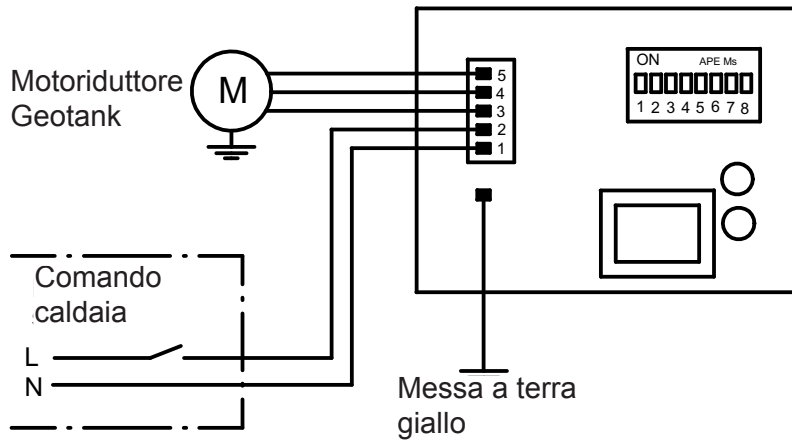 Motoriduttore
Geotank
M
5
4
3
2
1
ON APE Ms
1 2 3 4 5 6 7 8
Comando
caldaia
L
N
Messa a terra
giallo